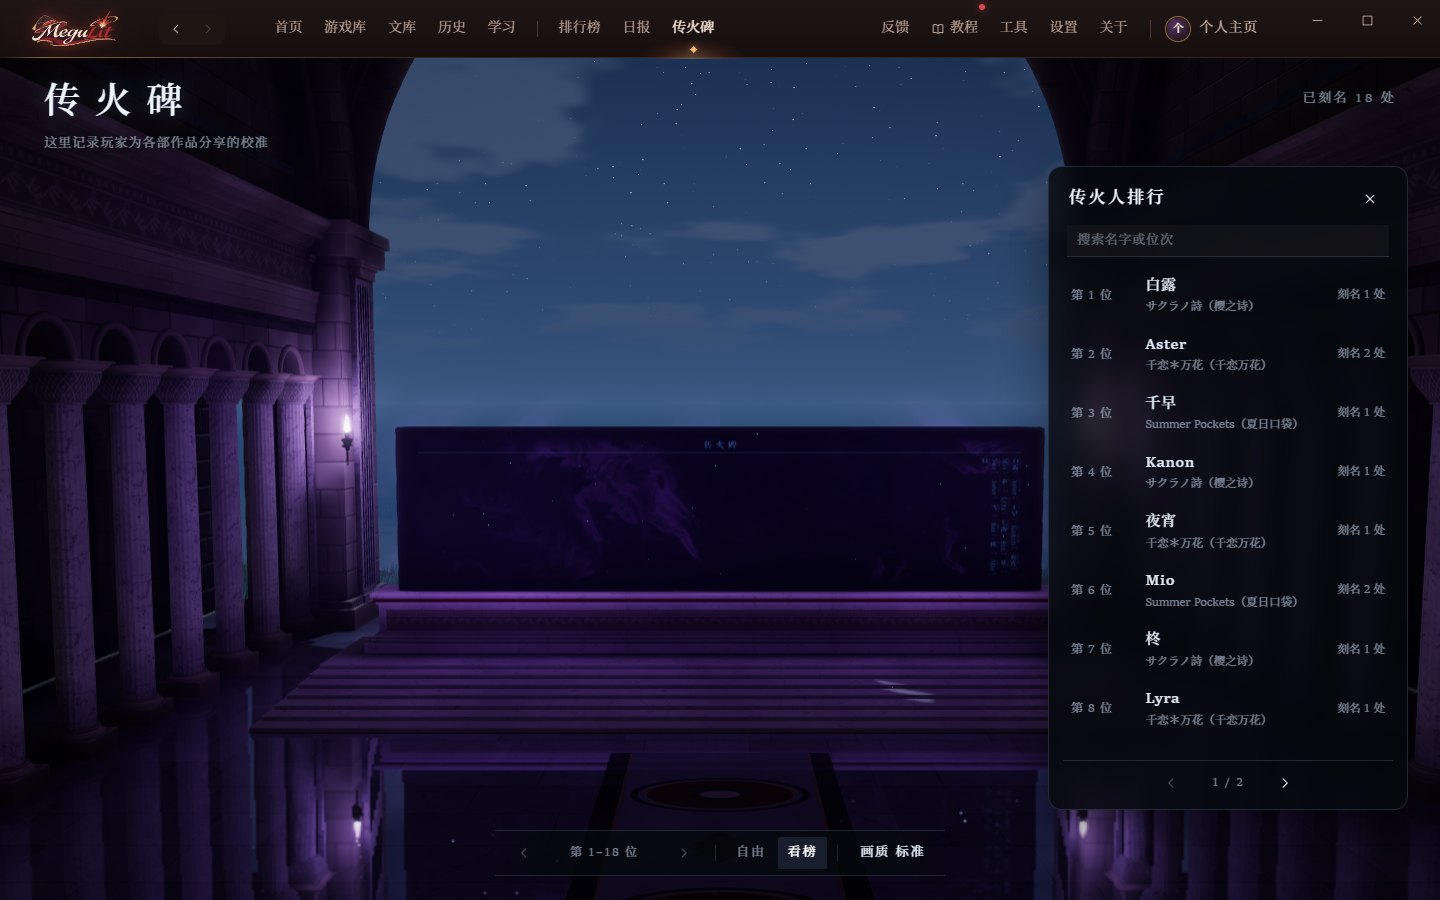 MeguLit
首页 游戏库 文库 历史 学习 排行榜 日报 传火碑 反馈 教程 工具 设置 关于 个 个人主页
传火碑
这里记录玩家为各部作品分享的校准
已刻名 18 处
传火碑
传火人排行
搜索名字或位次
第 1 位 白露 刻名 1 处
サクラノ詩（樱之诗）
第 2 位 Aster 刻名 2 处
千恋＊万花（千恋万花）
第 3 位 千早 刻名 1 处
Summer Pockets（夏日口袋）
第 4 位 Kanon 刻名 1 处
サクラノ詩（樱之诗）
第 5 位 夜宵 刻名 1 处
千恋＊万花（千恋万花）
第 6 位 Mio 刻名 2 处
Summer Pockets（夏日口袋）
第 7 位 柊 刻名 1 处
サクラノ詩（樱之诗）
第 8 位 Lyra 刻名 1 处
千恋＊万花（千恋万花）
1 / 2
第 1–18 位 自由 看榜 画质 标准